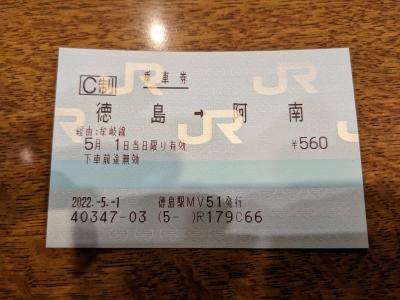 C制 乗車券
徳島 → 阿南
経由:牟岐線
5月 1日当日限り有効 ¥560
下車前途無効
2022.-5.-1 徳島駅MV51発行
40347-03 (5- )R179C66